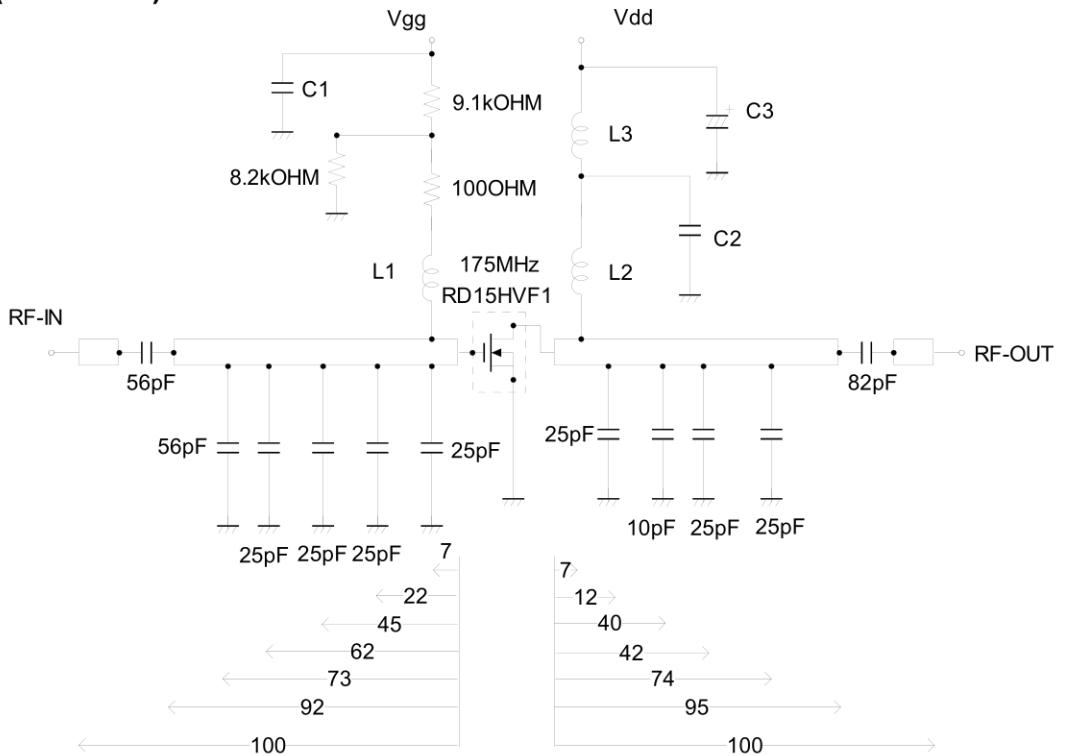 Vgg
Vdd
C1
9.1kOHM
C3
L3
8.2kOHM
100OHM
C2
L1
175MHz
L2
RD15HVF1
RF-IN
RF-OUT
56pF
82pF
56pF
25pF
25pF
25pF
25pF
25pF
10pF
25pF
25pF
7
7
22
12
45
40
62
42
73
74
92
95
100
100